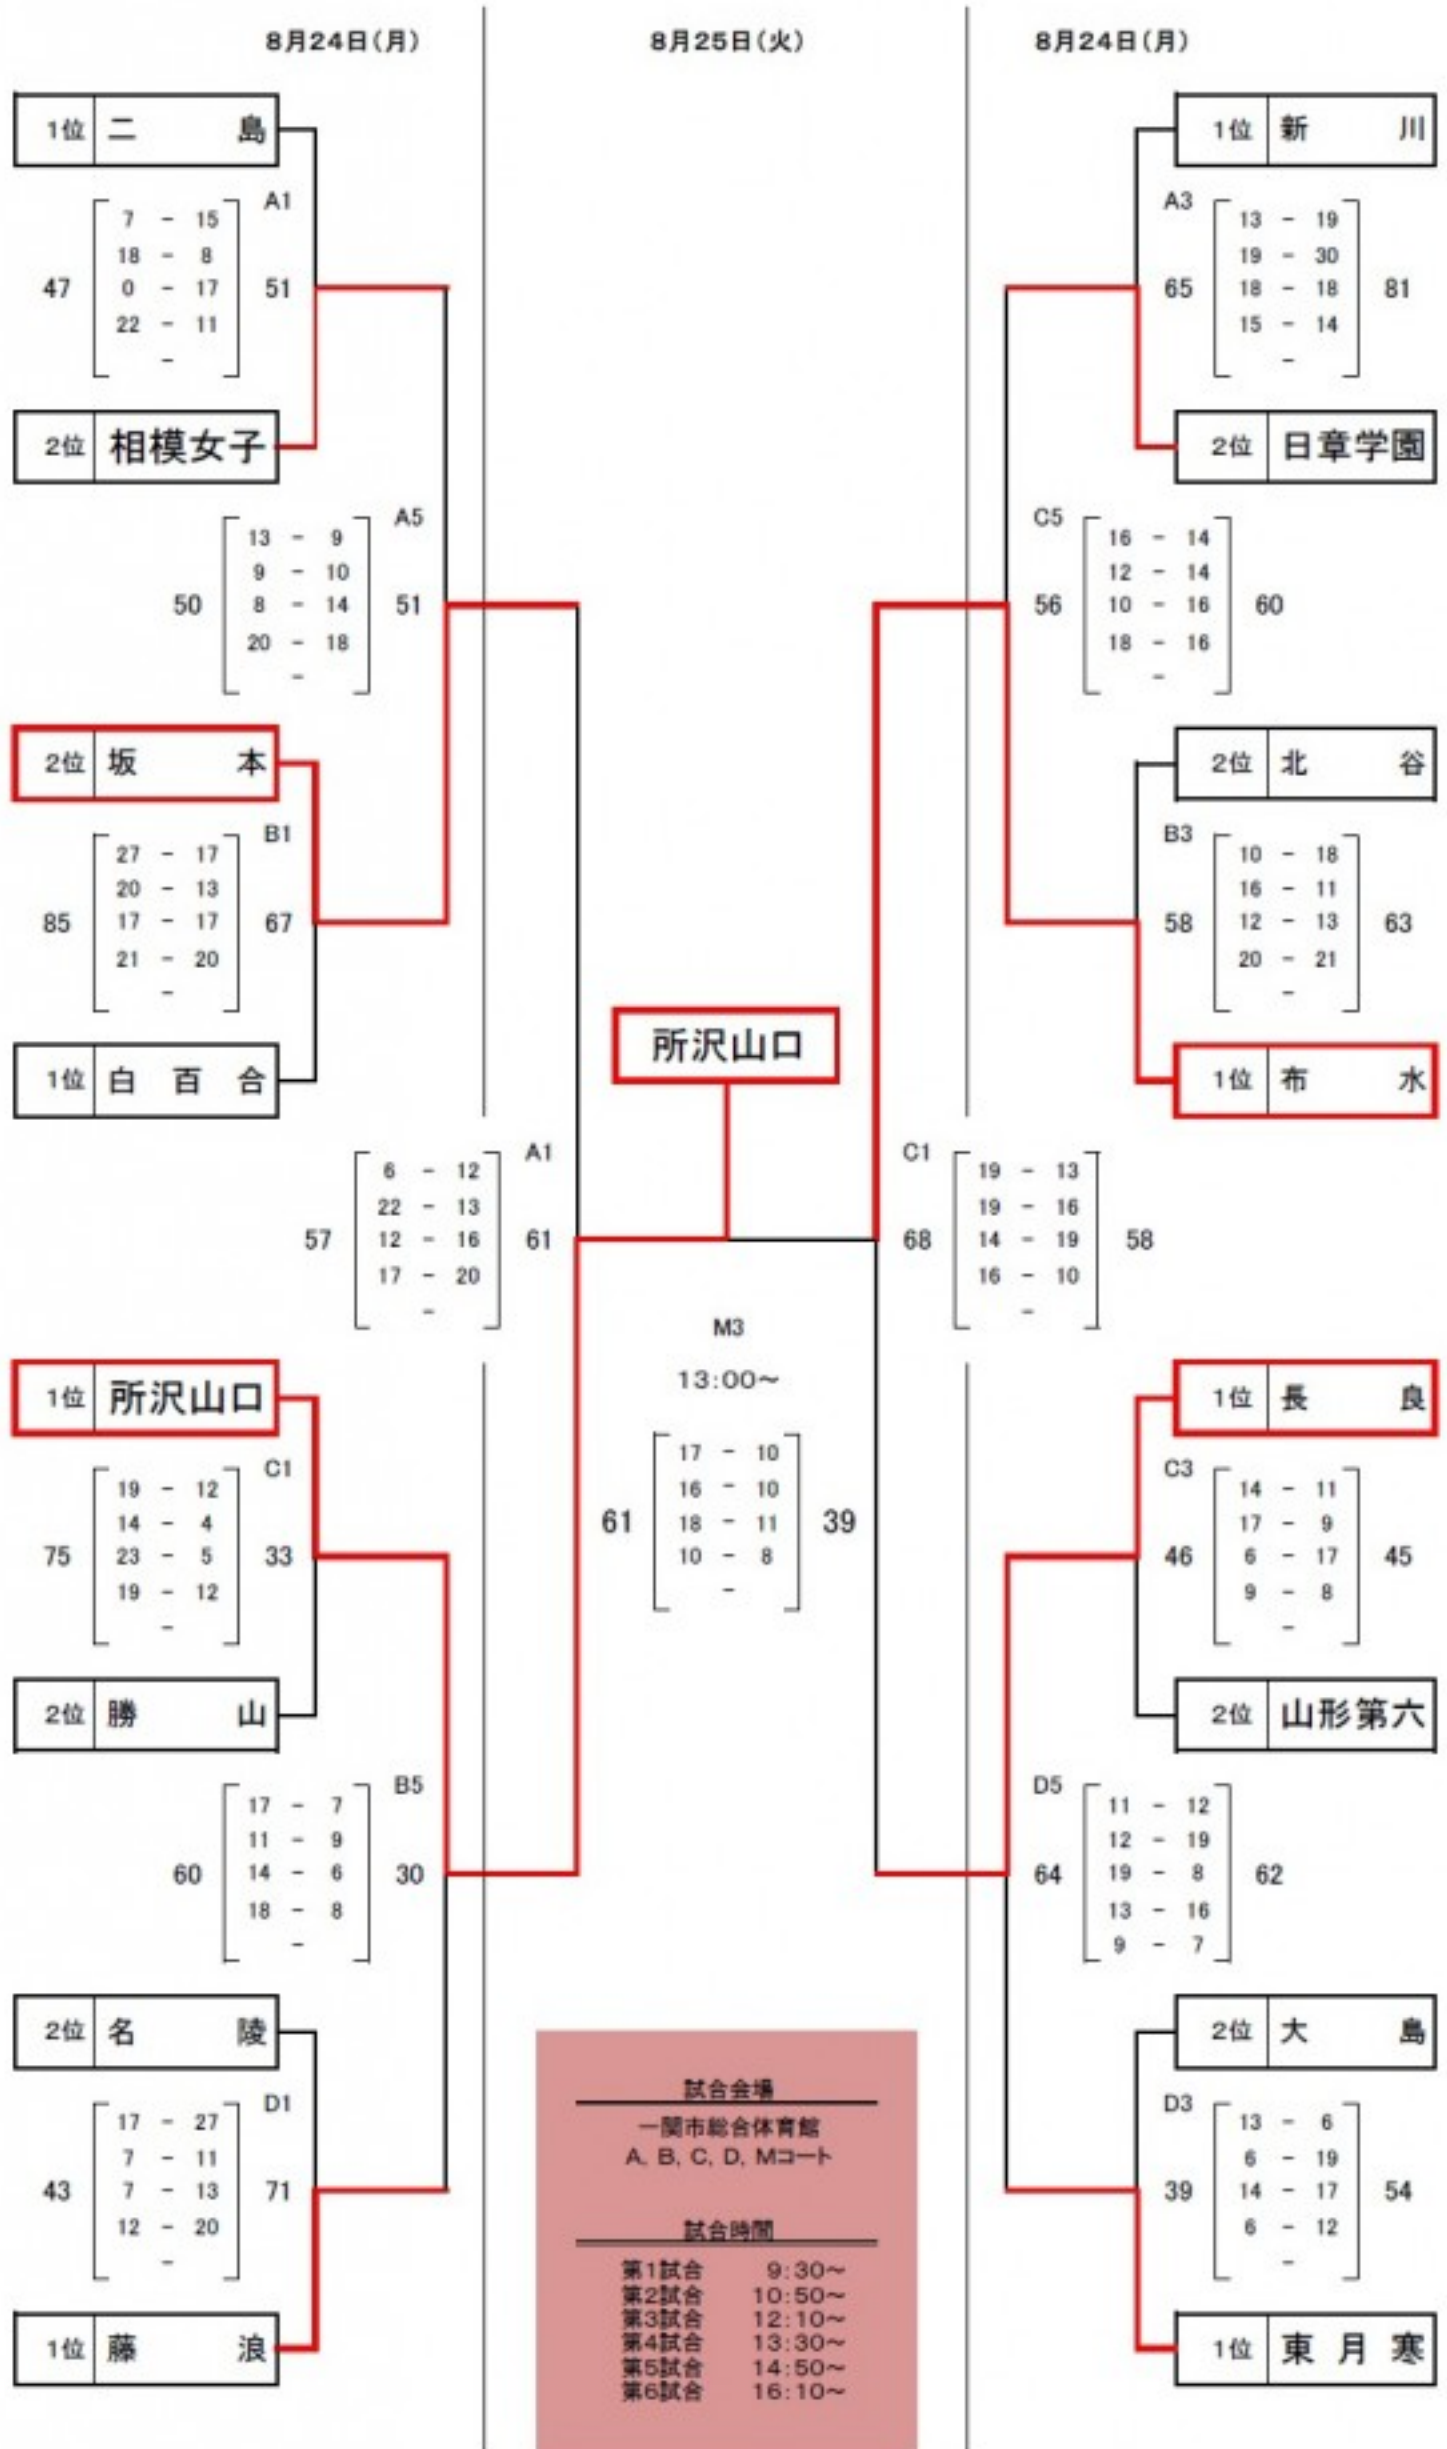 8月24日(月)
8月25日(火)
8月24日(月)
1位 二島
A1
7 - 15
18 - 8
47 0 - 17 51
22 - 11
-
2位 相模女子
A5
13 - 9
9 - 10
50 8 - 14 51
20 - 18
-
2位 坂本
B1
27 - 17
20 - 13
85 17 - 17 67
21 - 20
-
1位 白百合
A1
6 - 12
22 - 13
57 12 - 16 61
17 - 20
-
1位 所沢山口
C1
19 - 12
14 - 4
75 23 - 5 33
19 - 12
-
2位 勝山
B5
17 - 7
11 - 9
60 14 - 6 30
18 - 8
-
2位 名陵
D1
17 - 27
7 - 11
43 7 - 13 71
12 - 20
-
1位 藤浪
所沢山口
M3
13:00~
17 - 10
16 - 10
61 18 - 11 39
10 - 8
-
1位 新川
A3
13 - 19
19 - 30
65 18 - 18 81
15 - 14
-
2位 日章学園
C5
16 - 14
12 - 14
56 10 - 16 60
18 - 16
-
2位 北谷
B3
10 - 18
16 - 11
58 12 - 13 63
20 - 21
-
1位 布水
C1
19 - 13
19 - 16
68 14 - 19 58
16 - 10
-
1位 長良
C3
14 - 11
17 - 9
46 6 - 17 45
9 - 8
-
2位 山形第六
D5
11 - 12
12 - 19
64 19 - 8 62
13 - 16
9 - 7
2位 大島
D3
13 - 6
6 - 19
39 14 - 17 54
6 - 12
-
1位 東月寒
試合会場
一関市総合体育館
A, B, C, D, Mコート
試合時間
第1試合 9:30~
第2試合 10:50~
第3試合 12:10~
第4試合 13:30~
第5試合 14:50~
第6試合 16:10~